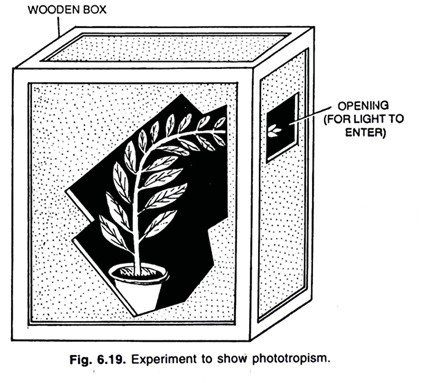 WOODEN BOX
OPENING
(FOR LIGHT TO
ENTER)
Fig. 6.19. Experiment to show phototropism.